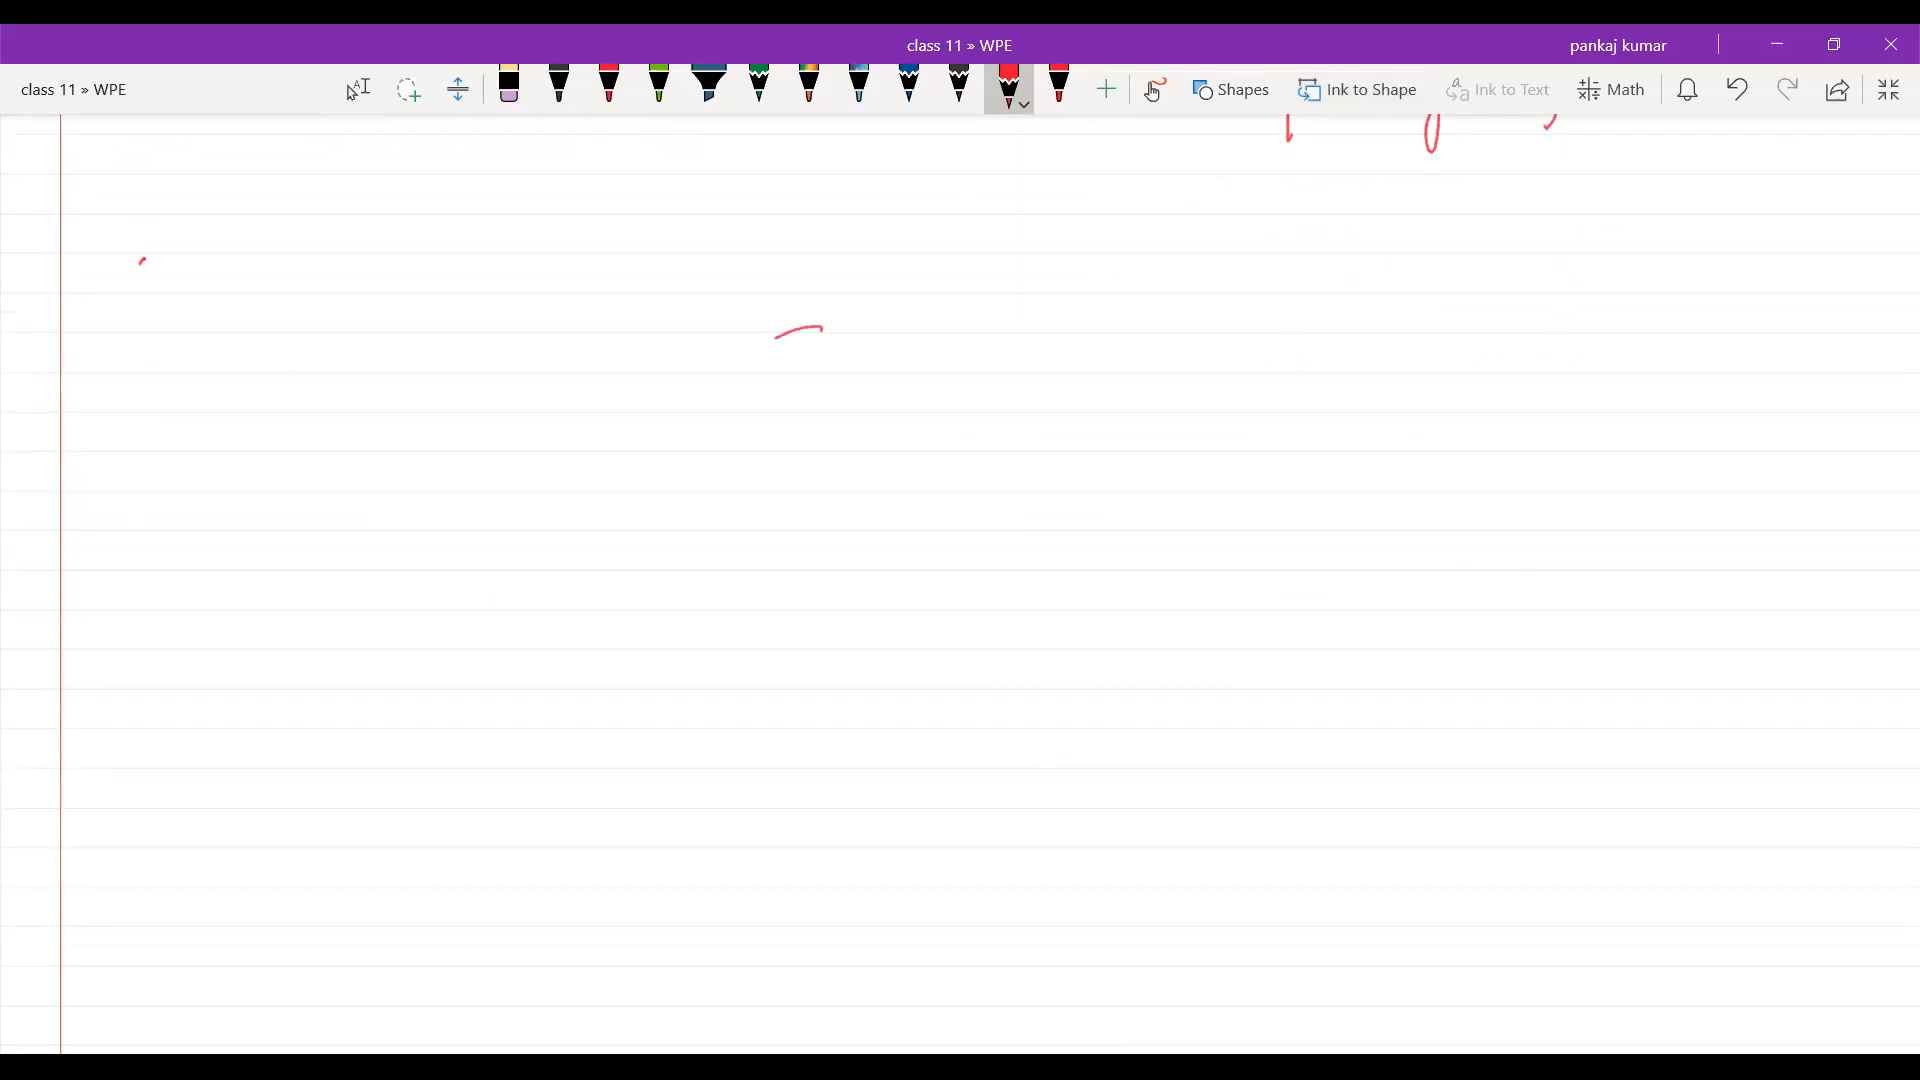 class 11 » WPE
pankaj kumar
class 11 » WPE
Shapes
Ink to Shape
Ink to Text
Math